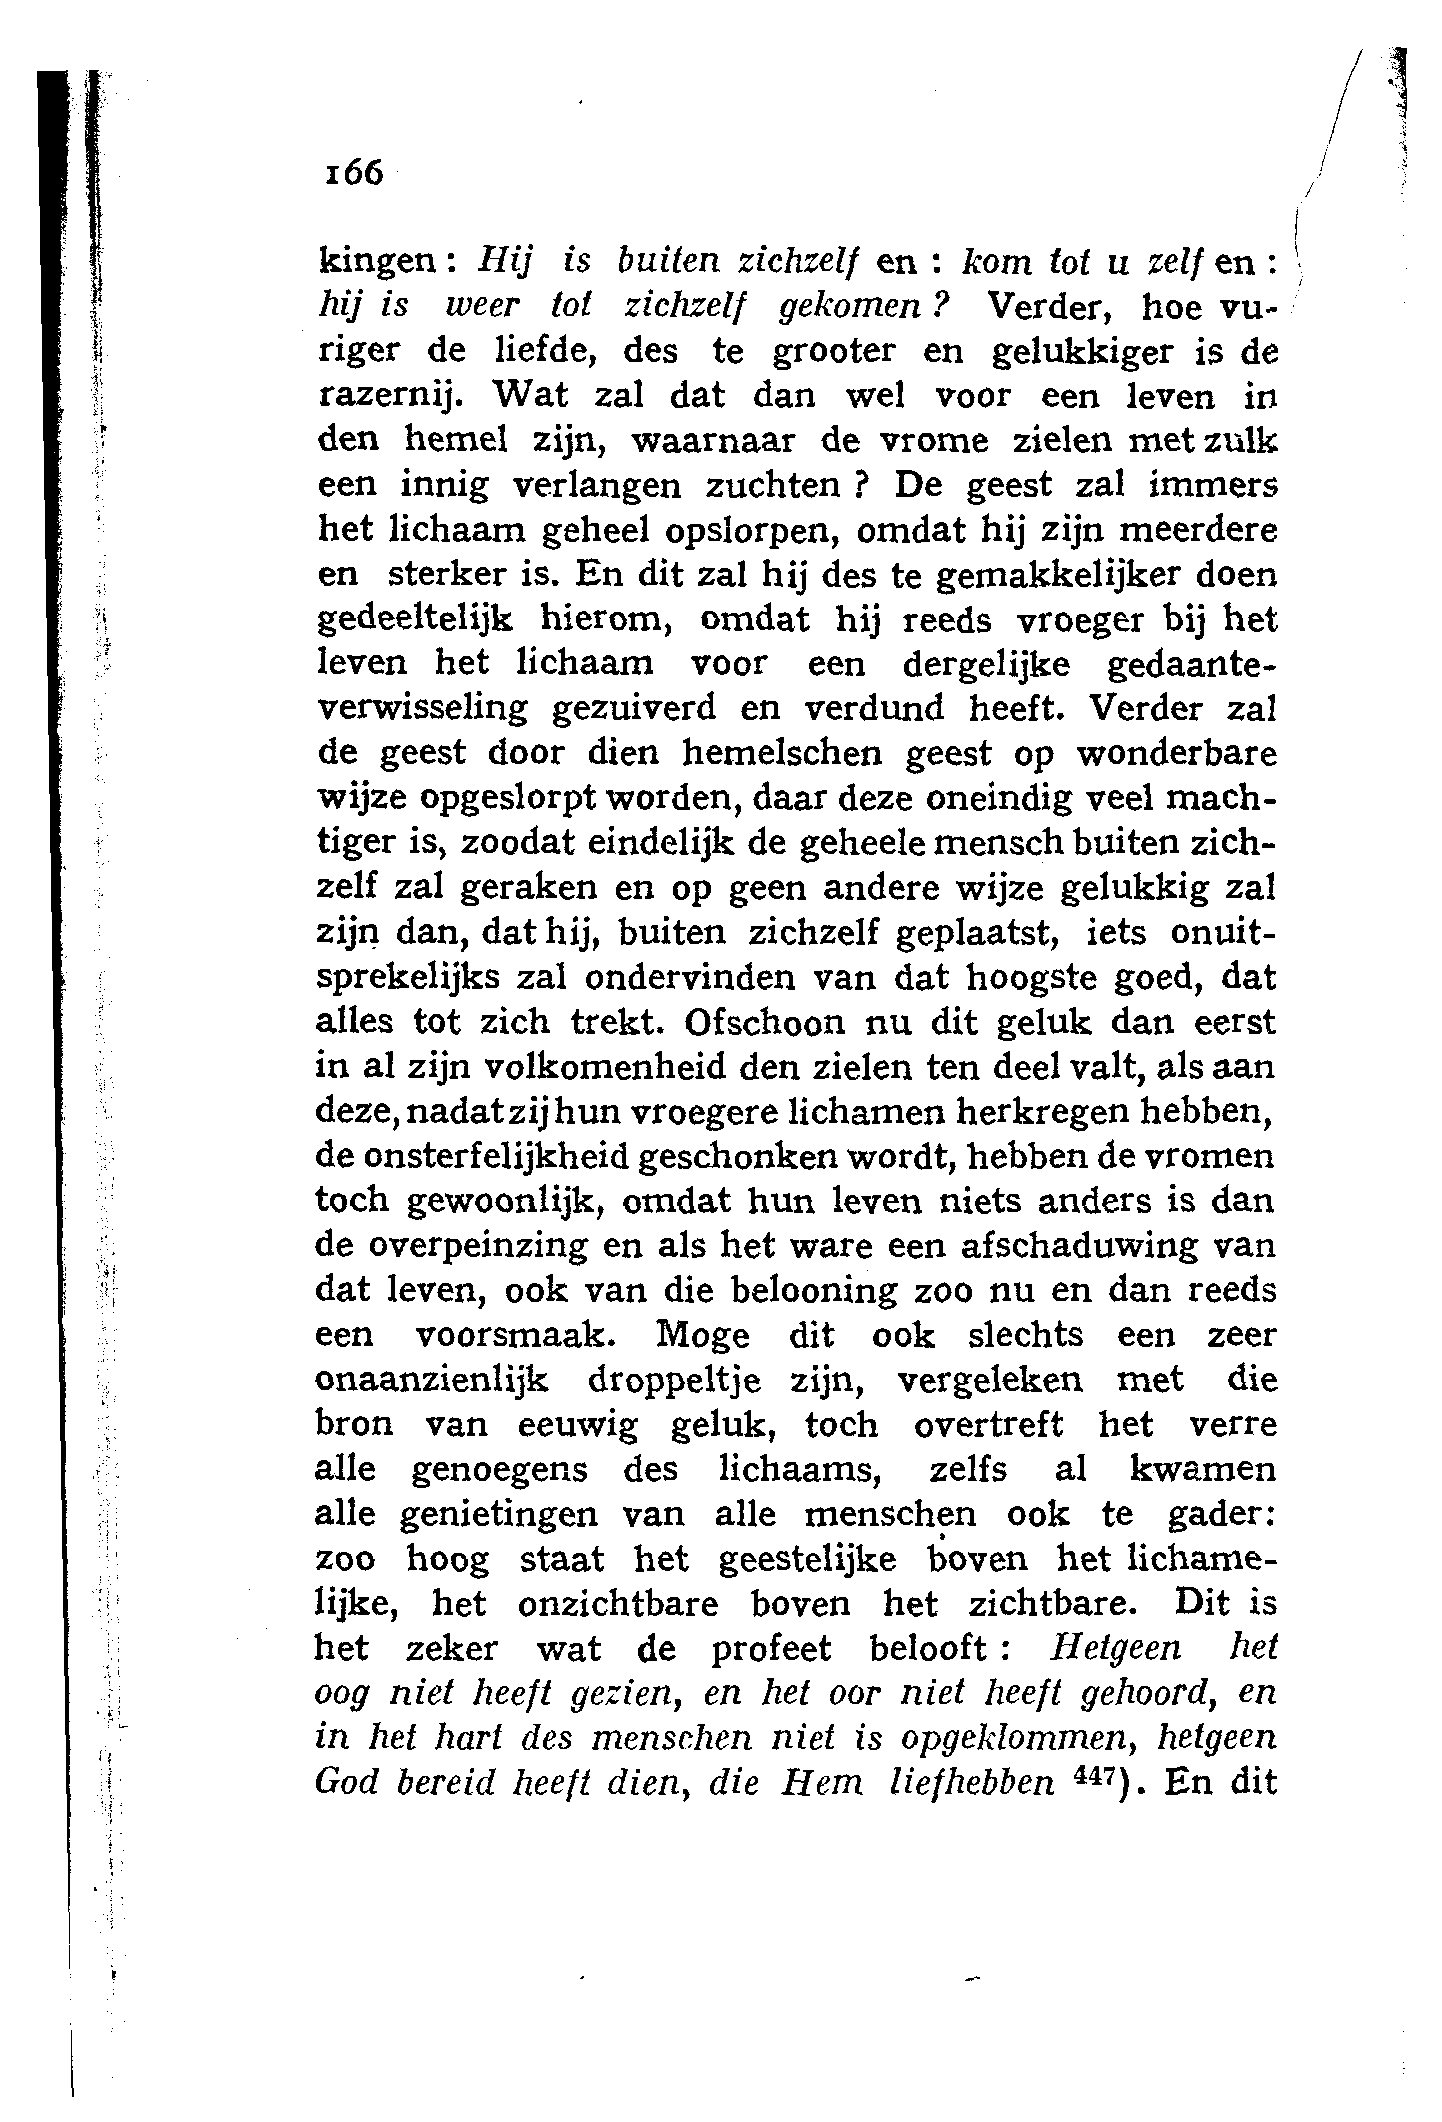 166
kingen : Hij is buiten zichzelf en : kom tot u zelf en :
hij is weer tot zichzelf gekomen ? Verder, hoe vu-
riger de liefde, des te grooter en gelukkiger is de
razernij. Wat zal dat dan wel voor een leven in
den hemel zijn, waarnaar de vrome zielen met zulk
een innig verlangen zuchten ? De geest zal immers
het lichaam geheel opslorpen, omdat hij zijn meerdere
en sterker is. En dit zal hij des te gemakkelijker doen
gedeeltelijk hierom, omdat hij reeds vroeger bij het
leven het lichaam voor een dergelijke gedaante-
verwisseling gezuiverd en verdund heeft. Verder zal
de geest door dien hemelschen geest op wonderbare
wijze opgeslorpt worden, daar deze oneindig veel mach-
tiger is, zoodat eindelijk de geheele mensch buiten zich-
zelf zal geraken en op geen andere wijze gelukkig zal
zijn dan, dat hij, buiten zichzelf geplaatst, iets onuit-
sprekelijks zal ondervinden van dat hoogste goed, dat
alles tot zich trekt. Ofschoon nu dit geluk dan eerst
in al zijn volkomenheid den zielen ten deel valt, als aan
deze, nadat zij hun vroegere lichamen herkregen hebben,
de onsterfelijkheid geschonken wordt, hebben de vromen
toch gewoonlijk, omdat hun leven niets anders is dan
de overpeinzing en als het ware een afschaduwing van
dat leven, ook van die belooning zoo nu en dan reeds
een voorsmaak. Moge dit ook slechts een zeer
onaanzienlijk droppeltje zijn, vergeleken met die
bron van eeuwig geluk, toch overtreft het verre
alle genoegens des lichaams, zelfs al kwamen
alle genietingen van alle menschen ook te gader:
zoo hoog staat het geestelijke boven het lichame-
lijke, het onzichtbare boven het zichtbare. Dit is
het zeker wat de profeet belooft : Hetgeen het
oog niet heeft gezien, en het oor niet heeft gehoord, en
in het hart des menschen niet is opgeklommen, hetgeen
God bereid heeft dien, die Hem liefhebben ⁴⁴⁷). En dit